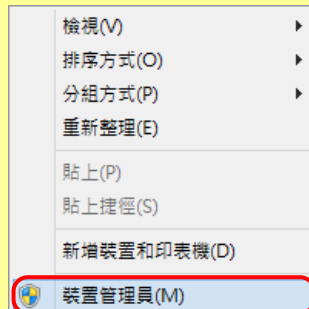 檢視(V)
排序方式(O)
分組方式(P)
重新整理(E)
貼上(P)
貼上捷徑(S)
新增裝置和印表機(D)
裝置管理員(M)